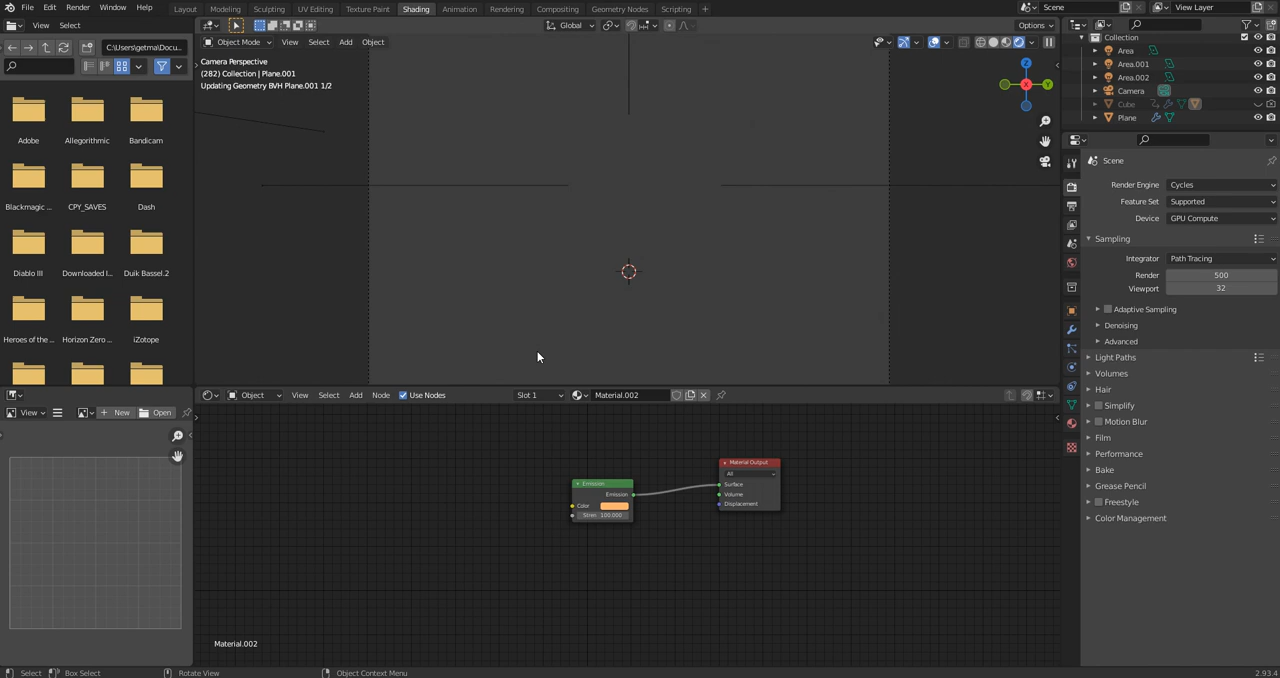 File Edit Render Window Help
Layout Modeling Sculpting UV Editing Texture Paint Shading Animation Rendering Compositing Geometry Nodes Scripting +
Scene
View Layer
View Select
Global
Options
C:\Users\getma\Docu...
Object Mode View Select Add Object
Camera Perspective
(282) Collection | Plane.001
Updating Geometry BVH Plane.001 1/2
Z
X
Y
Adobe
Allegorithmic
Bandicam
Blackmagic ...
CPY_SAVES
Dash
Diablo III
Downloaded I...
Duik Bassel.2
Heroes of the ...
Horizon Zero ...
iZotope
Collection
Area
Area.001
Area.002
Camera
Cube
Plane
Scene
Render Engine Cycles
Feature Set Supported
Device GPU Compute
Sampling
Integrator Path Tracing
Render 500
Viewport 32
Adaptive Sampling
Denoising
Advanced
Light Paths
Volumes
Hair
Simplify
Motion Blur
Film
Performance
Bake
Grease Pencil
Freestyle
Color Management
View
New
Open
Object View Select Add Node Use Nodes Slot 1 Material.002
Emission
Emission
Color
Stren 100.000
Material Output
All
Surface
Volume
Displacement
Material.002
Select Box Select Rotate View Object Context Menu 2.93.4